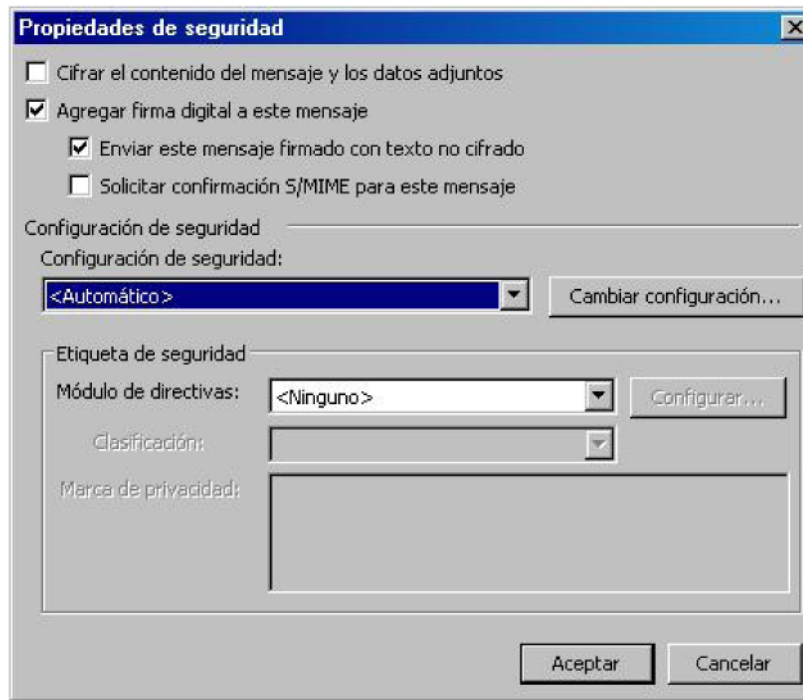 Propiedades de seguridad
Cifrar el contenido del mensaje y los datos adjuntos
Agregar firma digital a este mensaje
Enviar este mensaje firmado con texto no cifrado
Solicitar confirmación S/MIME para este mensaje
Configuración de seguridad
Configuración de seguridad:
<Automático> Cambiar configuración...
Etiqueta de seguridad
Módulo de directivas: <Ninguno> Configurar...
Clasificación:
Marca de privacidad:
Aceptar Cancelar